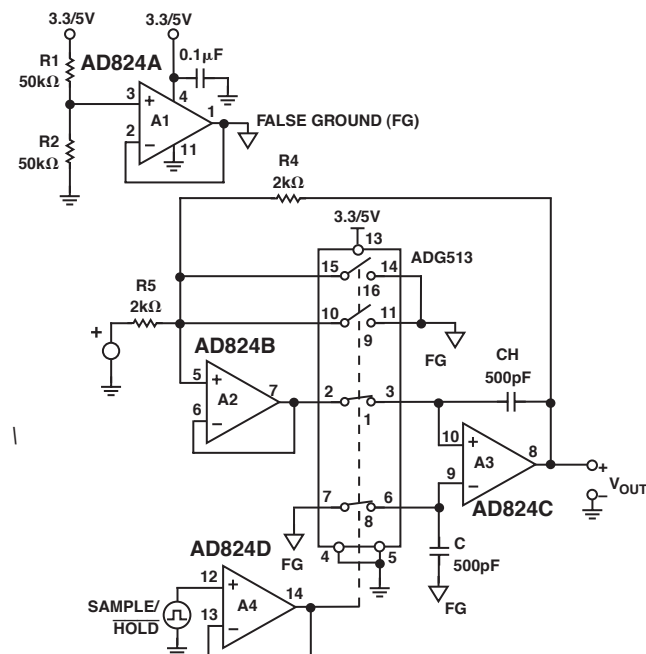 3.3/5V 3.3/5V
R1
50kΩ
AD824A
0.1µF
3
+
A1
4
1
2
–
11
FALSE GROUND (FG)
R2
50kΩ
R4
2kΩ
3.3/5V
13
ADG513
15 14
16
R5
2kΩ
10 11
9
+
FG
AD824B
CH
500pF
5
+
A2
7
6
–
2 3
1
10
+
A3
8
9
–
+
VOUT
–
AD824C
7 6
8
FG
4 5
C
500pF
FG
AD824D
12
+
A4
14
13
–
SAMPLE/
HOLD